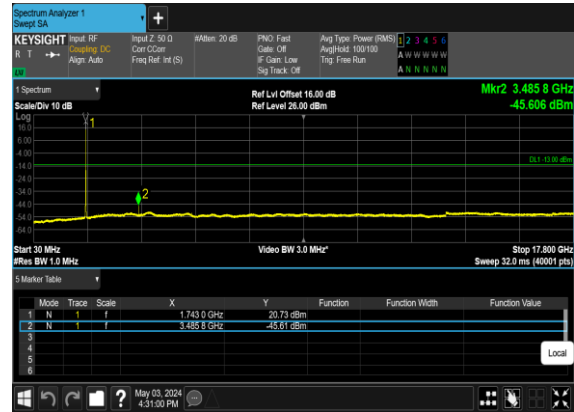 Spectrum Analyzer 1
Swept SA
KEYSIGHT Input: RF Input Z: 50 Ω #Atten: 20 dB PNO: Fast Avg Type: Power (RMS) 1 2 3 4 5 6
R T Coupling: DC Corr CCorr Gate: Off Avg|Hold: 100/100 A W W W W W
Align: Auto Freq Ref: Int (S) IF Gain: Low Trig: Free Run
LXI Sig Track: Off A N N N N N
1 Spectrum Ref Lvl Offset 16.00 dB Mkr2 3.485 8 GHz
Scale/Div 10 dB Ref Level 26.00 dBm -45.606 dBm
Log
16.0 1
6.00
-4.00
-14.0 DL1 -13.00 dBm
-24.0
-34.0
-44.0 2
-54.0
-64.0
Start 30 MHz Video BW 3.0 MHz* Stop 17.800 GHz
#Res BW 1.0 MHz Sweep 32.0 ms (40001 pts)
5 Marker Table
Mode Trace Scale X Y Function Function Width Function Value
1 N 1 f 1.743 0 GHz 20.73 dBm
2 N 1 f 3.485 8 GHz -45.61 dBm
3
4
5
6
Local
? May 03, 2024
4:31:00 PM